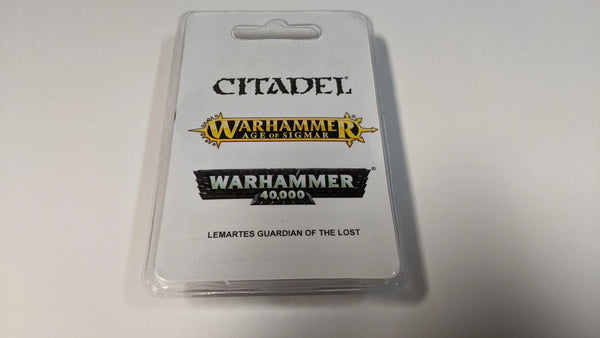 CITADEL®
WARHAMMER®
AGE OF SIGMAR
WARHAMMER®
40,000
LEMARTES GUARDIAN OF THE LOST